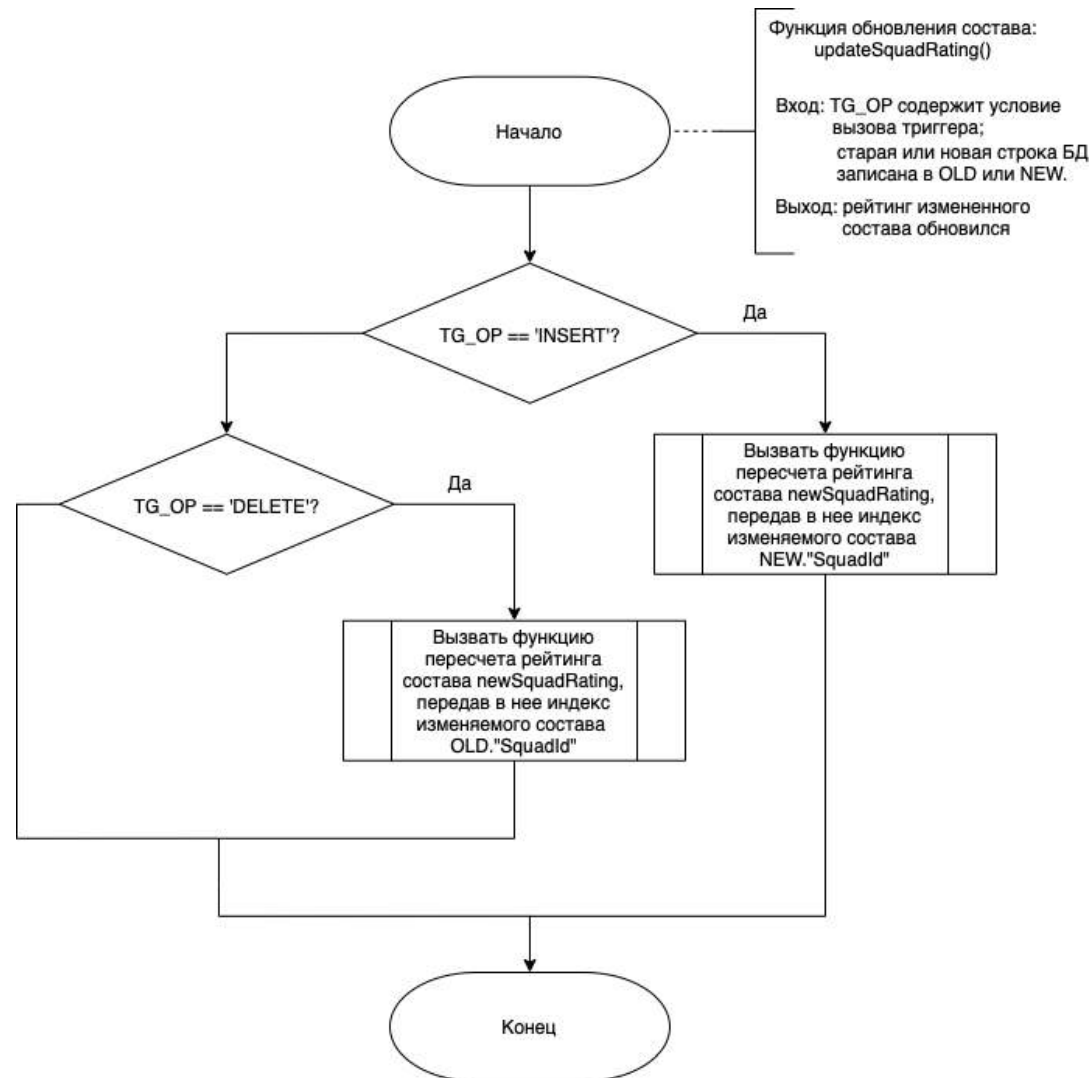 Функция обновления состава:
updateSquadRating()
Вход: TG_OP содержит условие
вызова триггера;
старая или новая строка БД
записана в OLD или NEW.
Выход: рейтинг измененного
состава обновился
Начало
TG_OP == 'INSERT'?
Да
Вызвать функцию
пересчета рейтинга
состава newSquadRating,
передав в нее индекс
изменяемого состава
NEW."SquadId"
TG_OP == 'DELETE'?
Да
Вызвать функцию
пересчета рейтинга
состава newSquadRating,
передав в нее индекс
изменяемого состава
OLD."SquadId"
Конец